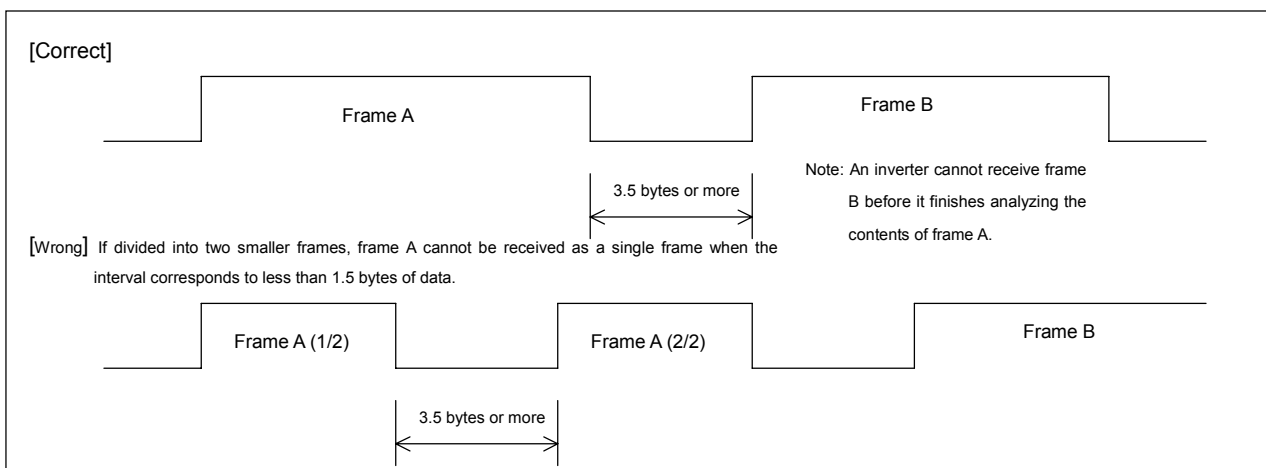 [Correct]
Frame A
Frame B
3.5 bytes or more
Note: An inverter cannot receive frame
B before it finishes analyzing the
contents of frame A.
[Wrong] If divided into two smaller frames, frame A cannot be received as a single frame when the
interval corresponds to less than 1.5 bytes of data.
Frame A (1/2)
Frame A (2/2)
Frame B
3.5 bytes or more